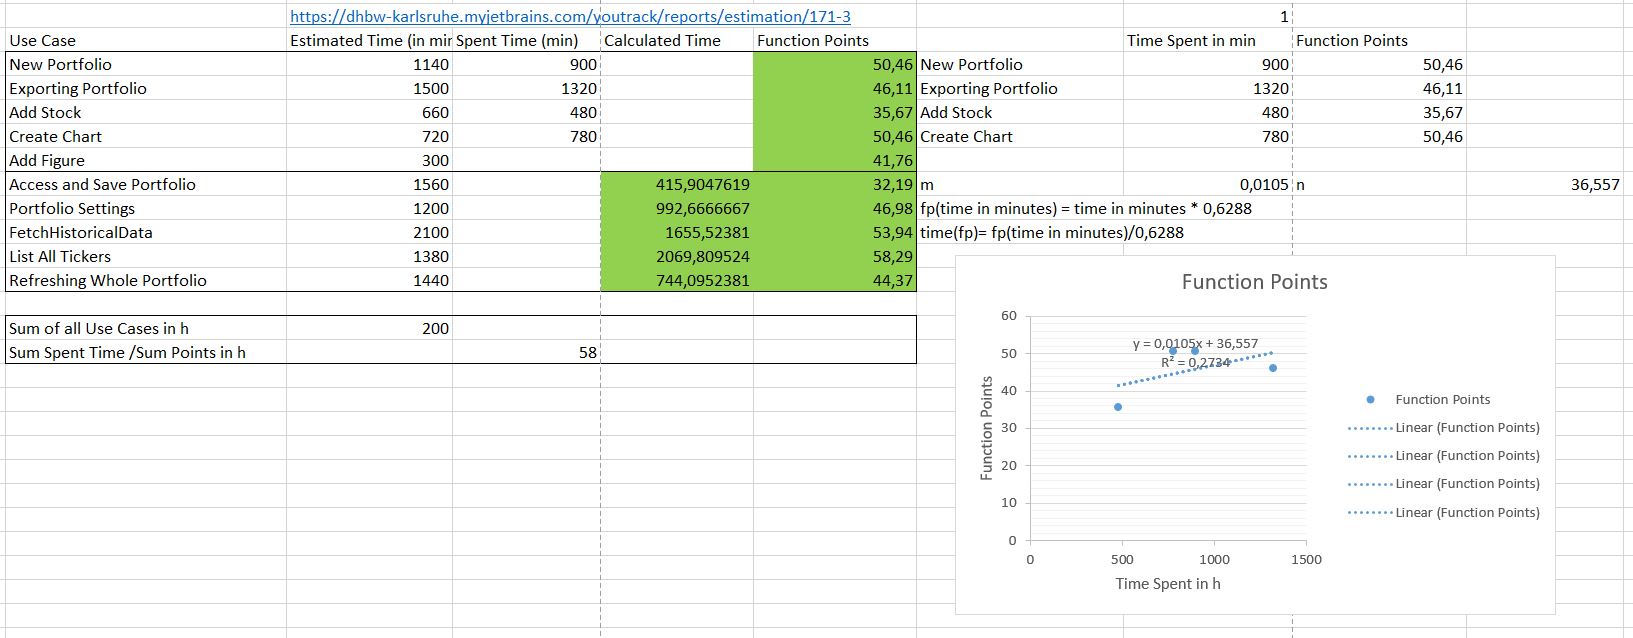 https://dhbw-karlsruhe.myjetbrains.com/youtrack/reports/estimation/171-3 1
Use Case Estimated Time (in mir Spent Time (min) Calculated Time Function Points Time Spent in min Function Points
New Portfolio 1140 900 50,46 New Portfolio 900 50,46
Exporting Portfolio 1500 1320 46,11 Exporting Portfolio 1320 46,11
Add Stock 660 480 35,67 Add Stock 480 35,67
Create Chart 720 780 50,46 Create Chart 780 50,46
Add Figure 300 41,76
Access and Save Portfolio 1560 415,9047619 32,19 m 0,0105 n 36,557
Portfolio Settings 1200 992,6666667 46,98 fp(time in minutes) = time in minutes * 0,6288
FetchHistoricalData 2100 1655,52381 53,94 time(fp)= fp(time in minutes)/0,6288
List All Tickers 1380 2069,809524 58,29
Refreshing Whole Portfolio 1440 744,0952381 44,37
Sum of all Use Cases in h 200
Sum Spent Time /Sum Points in h 58
Function Points
60
50
40
30
20
10
0
y = 0,0105x + 36,557
R² = 0,2734
Function Points
0 500 1000 1500
Time Spent in h
Function Points
Linear (Function Points)
Linear (Function Points)
Linear (Function Points)
Linear (Function Points)